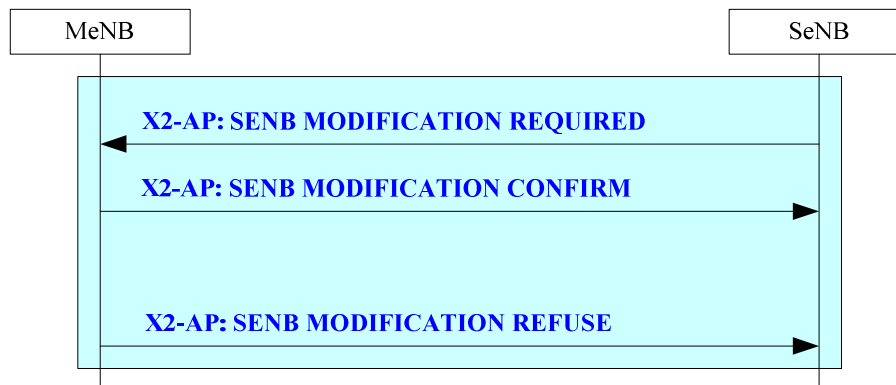 MeNB
SeNB
X2-AP: SENB MODIFICATION REQUIRED
X2-AP: SENB MODIFICATION CONFIRM
X2-AP: SENB MODIFICATION REFUSE